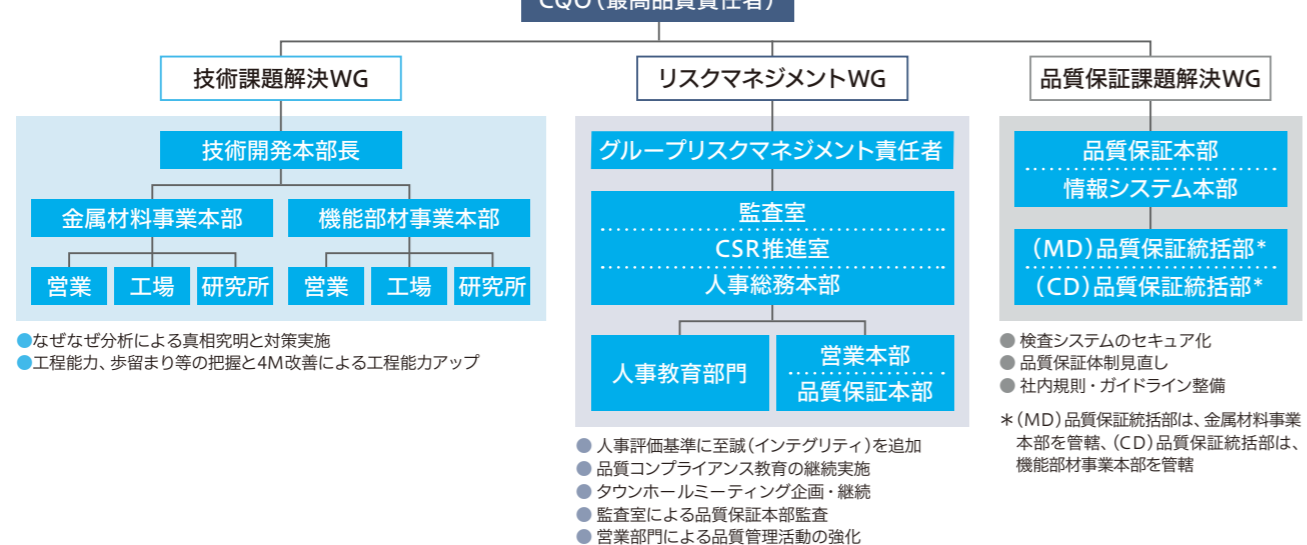 CQO（最高品質責任者）
技術課題解決WG
技術開発本部長
金属材料事業本部
機能部材事業本部
営業
工場
研究所
営業
工場
研究所
●なぜなぜ分析による真相究明と対策実施
●工程能力、歩留まり等の把握と4M改善による工程能力アップ
リスクマネジメントWG
グループリスクマネジメント責任者
監査室
CSR推進室
人事総務本部
人事教育部門
営業本部
品質保証本部
● 人事評価基準に至誠（インテグリティ）を追加
● 品質コンプライアンス教育の継続実施
● タウンホールミーティング企画・継続
● 監査室による品質保証本部監査
● 営業部門による品質管理活動の強化
品質保証課題解決WG
品質保証本部
情報システム本部
（MD）品質保証統括部*
（CD）品質保証統括部*
● 検査システムのセキュア化
● 品質保証体制見直し
● 社内規則・ガイドライン整備
＊（MD）品質保証統括部は、金属材料事業
本部を管轄、（CD）品質保証統括部は、
機能部材事業本部を管轄